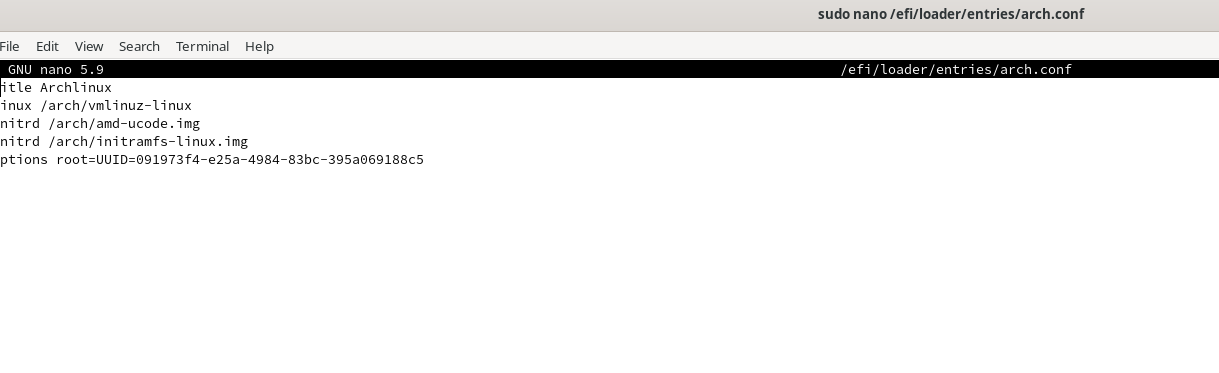 sudo nano /efi/loader/entries/arch.conf
File Edit View Search Terminal Help
GNU nano 5.9 /efi/loader/entries/arch.conf
itle Archlinux
inux /arch/vmlinuz-linux
nitrd /arch/amd-ucode.img
nitrd /arch/initramfs-linux.img
ptions root=UUID=091973f4-e25a-4984-83bc-395a069188c5